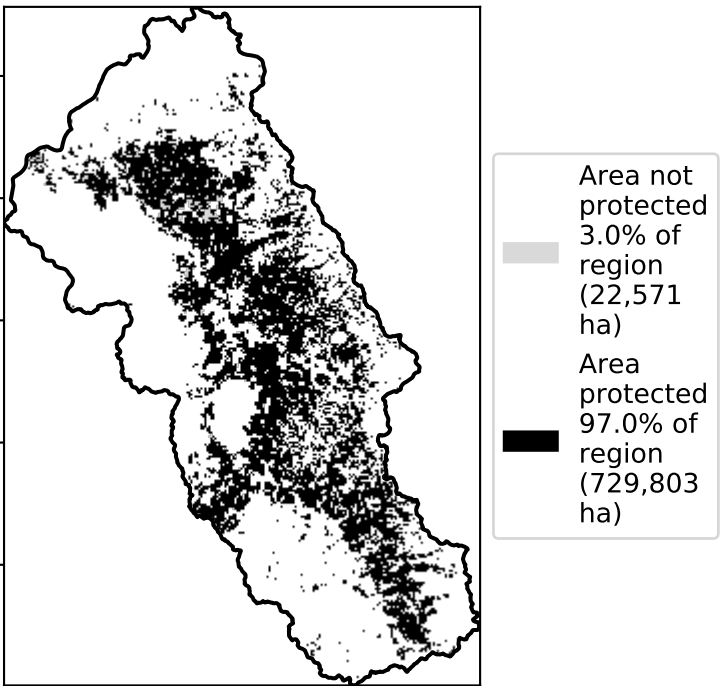 Area not
protected
3.0% of
region
(22,571
ha)
Area
protected
97.0% of
region
(729,803
ha)